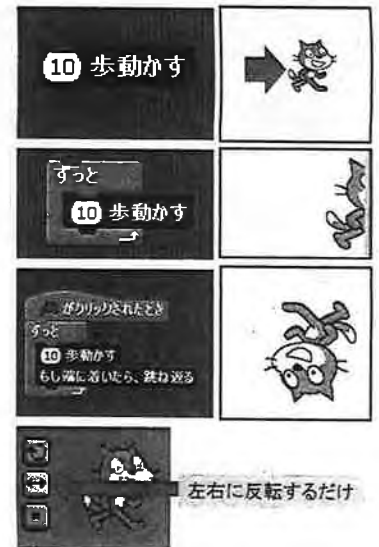 10 歩動かす
ずっと
10 歩動かす
がクリックされたとき
ずっと
10 歩動かす
もし端に着いたら、跳ね返る
左右に反転するだけ